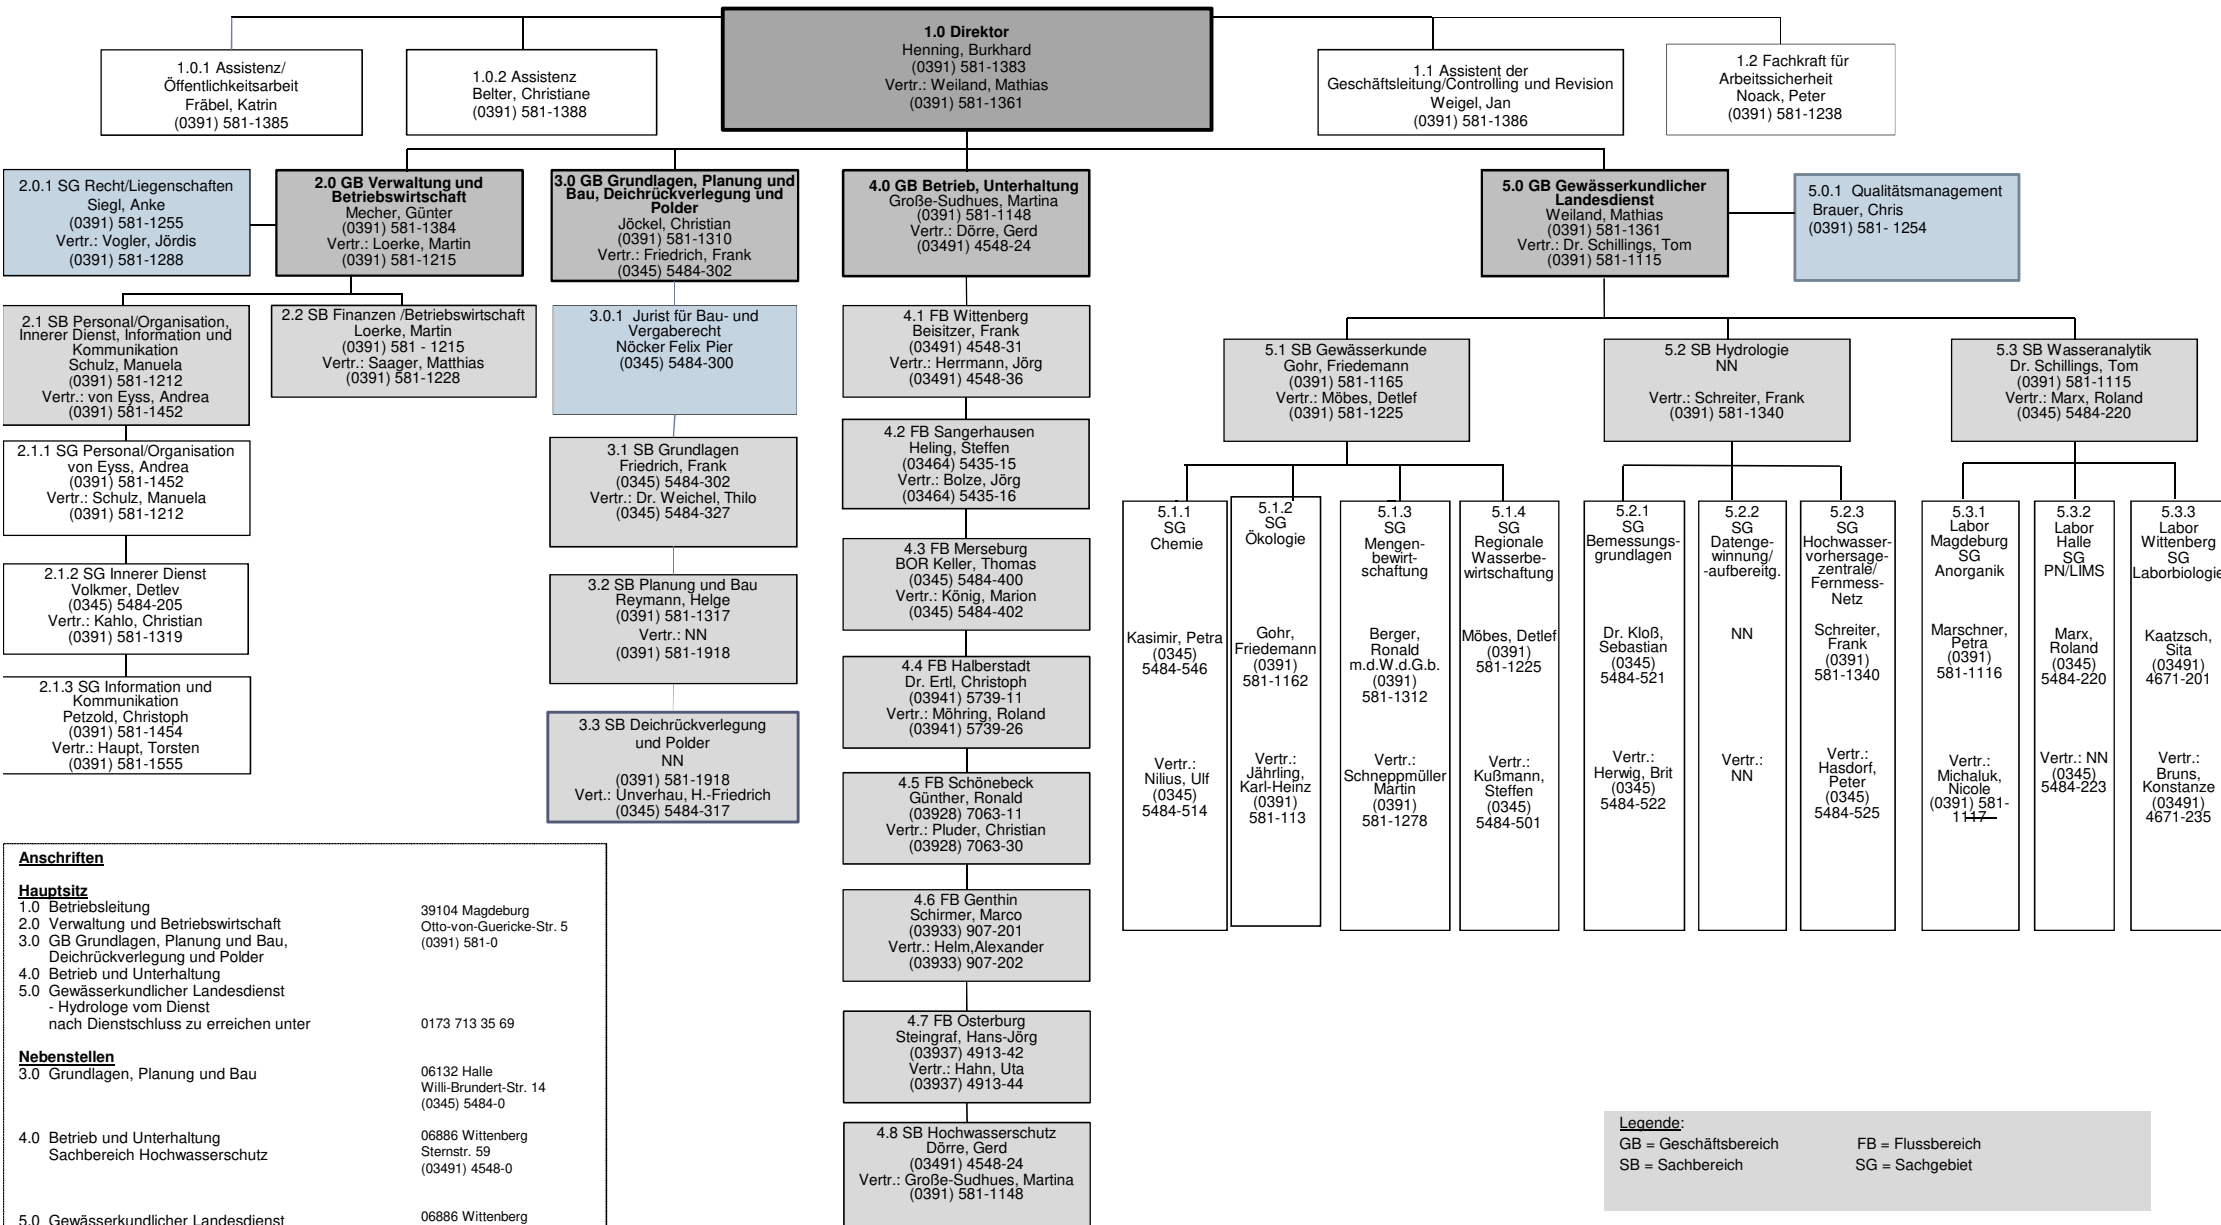 1.0 Direktor
Henning, Burkhard
(0391) 581-1383
Vertr.: Weiland, Mathias
(0391) 581-1361
1.0.1 Assistenz/
Öffentlichkeitsarbeit
Fräbel, Katrin
(0391) 581-1385
1.0.2 Assistenz
Belter, Christiane
(0391) 581-1388
1.1 Assistent der
Geschäftsleitung/Controlling und Revision
Weigel, Jan
(0391) 581-1386
1.2 Fachkraft für
Arbeitssicherheit
Noack, Peter
(0391) 581-1238
2.0.1 SG Recht/Liegenschaften
Siegl, Anke
(0391) 581-1255
Vertr.: Vogler, Jördis
(0391) 581-1288
2.0 GB Verwaltung und
Betriebswirtschaft
Mecher, Günter
(0391) 581-1384
Vertr.: Loerke, Martin
(0391) 581-1215
3.0 GB Grundlagen, Planung und
Bau, Deichrückverlegung und
Polder
Jöckel, Christian
(0391) 581-1310
Vertr.: Friedrich, Frank
(0345) 5484-302
4.0 GB Betrieb, Unterhaltung
Große-Sudhues, Martina
(0391) 581-1148
Vertr.: Dörre, Gerd
(03491) 4548-24
5.0 GB Gewässerkundlicher
Landesdienst
Weiland, Mathias
(0391) 581-1361
Vertr.: Dr. Schillings, Tom
(0391) 581-1115
5.0.1 Qualitätsmanagement
Brauer, Chris
(0391) 581- 1254
2.1 SB Personal/Organisation,
Innerer Dienst, Information und
Kommunikation
Schulz, Manuela
(0391) 581-1212
Vertr.: von Eyss, Andrea
(0391) 581-1452
2.2 SB Finanzen /Betriebswirtschaft
Loerke, Martin
(0391) 581 - 1215
Vertr.: Saager, Matthias
(0391) 581-1228
2.1.1 SG Personal/Organisation
von Eyss, Andrea
(0391) 581-1452
Vertr.: Schulz, Manuela
(0391) 581-1212
2.1.2 SG Innerer Dienst
Volkmer, Detlev
(0345) 5484-205
Vertr.: Kahlo, Christian
(0391) 581-1319
2.1.3 SG Information und
Kommunikation
Petzold, Christoph
(0391) 581-1454
Vertr.: Haupt, Torsten
(0391) 581-1555
3.0.1 Jurist für Bau- und
Vergaberecht
Nöcker Felix Pier
(0345) 5484-300
3.1 SB Grundlagen
Friedrich, Frank
(0345) 5484-302
Vertr.: Dr. Weichel, Thilo
(0345) 5484-327
3.2 SB Planung und Bau
Reymann, Helge
(0391) 581-1317
Vertr.: NN
(0391) 581-1918
3.3 SB Deichrückverlegung
und Polder
NN
(0391) 581-1918
Vert.: Unverhau, H.-Friedrich
(0345) 5484-317
4.1 FB Wittenberg
Beisitzer, Frank
(03491) 4548-31
Vertr.: Herrmann, Jörg
(03491) 4548-36
4.2 FB Sangerhausen
Heling, Steffen
(03464) 5435-15
Vertr.: Bolze, Jörg
(03464) 5435-16
4.3 FB Merseburg
BOR Keller, Thomas
(0345) 5484-400
Vertr.: König, Marion
(0345) 5484-402
4.4 FB Halberstadt
Dr. Ertl, Christoph
(03941) 5739-11
Vertr.: Möhring, Roland
(03941) 5739-26
4.5 FB Schönebeck
Günther, Ronald
(03928) 7063-11
Vertr.: Pluder, Christian
(03928) 7063-30
4.6 FB Genthin
Schirmer, Marco
(03933) 907-201
Vertr.: Helm,Alexander
(03933) 907-202
4.7 FB Osterburg
Steingraf, Hans-Jörg
(03937) 4913-42
Vertr.: Hahn, Uta
(03937) 4913-44
4.8 SB Hochwasserschutz
Dörre, Gerd
(03491) 4548-24
Vertr.: Große-Sudhues, Martina
(0391) 581-1148
5.1 SB Gewässerkunde
Gohr, Friedemann
(0391) 581-1165
Vertr.: Möbes, Detlef
(0391) 581-1225
5.2 SB Hydrologie
NN
Vertr.: Schreiter, Frank
(0391) 581-1340
5.3 SB Wasseranalytik
Dr. Schillings, Tom
(0391) 581-1115
Vertr.: Marx, Roland
(0345) 5484-220
5.1.1
SG
Chemie
Kasimir, Petra
(0345)
5484-546
Vertr.:
Nilius, Ulf
(0345)
5484-514
5.1.2
SG
Ökologie
Gohr,
Friedemann
(0391)
581-1162
Vertr.:
Jährling,
Karl-Heinz
(0391)
581-113
5.1.3
SG
Mengen-
bewirt-
schaftung
Berger,
Ronald
m.d.W.d.G.b.
(0391)
581-1312
Vertr.:
Schneppmüller
Martin
(0391)
581-1278
5.1.4
SG
Regionale
Wasserbe-
wirtschaftung
Möbes, Detlef
(0391)
581-1225
Vertr.:
Kußmann,
Steffen
(0345)
5484-501
5.2.1
SG
Bemessungs-
grundlagen
Dr. Kloß,
Sebastian
(0345)
5484-521
Vertr.:
Herwig, Brit
(0345)
5484-522
5.2.2
SG
Datenge-
winnung/
-aufbereitg.
NN
Vertr.:
NN
5.2.3
SG
Hochwasser-
vorhersage-
zentrale/
Fernmess-
Netz
Schreiter,
Frank
(0391)
581-1340
Vertr.:
Hasdorf,
Peter
(0345)
5484-525
5.3.1
Labor
Magdeburg
SG
Anorganik
Marschner,
Petra
(0391)
581-1116
Vertr.:
Michaluk,
Nicole
(0391) 581-
1117
5.3.2
Labor
Halle
SG
PN/LIMS
Marx,
Roland
(0345)
5484-220
Vertr.: NN
(0345)
5484-223
5.3.3
Labor
Wittenberg
SG
Laborbiologie
Kaatzsch,
Sita
(03491)
4671-201
Vertr.:
Bruns,
Konstanze
(03491)
4671-235
Anschriften
Hauptsitz
1.0 Betriebsleitung
2.0 Verwaltung und Betriebswirtschaft
3.0 GB Grundlagen, Planung und Bau,
Deichrückverlegung und Polder
4.0 Betrieb und Unterhaltung
5.0 Gewässerkundlicher Landesdienst
- Hydrologe vom Dienst
nach Dienstschluss zu erreichen unter
39104 Magdeburg
Otto-von-Guericke-Str. 5
(0391) 581-0
0173 713 35 69
Nebenstellen
3.0 Grundlagen, Planung und Bau
06132 Halle
Willi-Brundert-Str. 14
(0345) 5484-0
4.0 Betrieb und Unterhaltung
Sachbereich Hochwasserschutz
06886 Wittenberg
Sternstr. 59
(03491) 4548-0
5.0 Gewässerkundlicher Landesdienst
06886 Wittenberg
Legende:
GB = Geschäftsbereich FB = Flussbereich
SB = Sachbereich SG = Sachgebiet